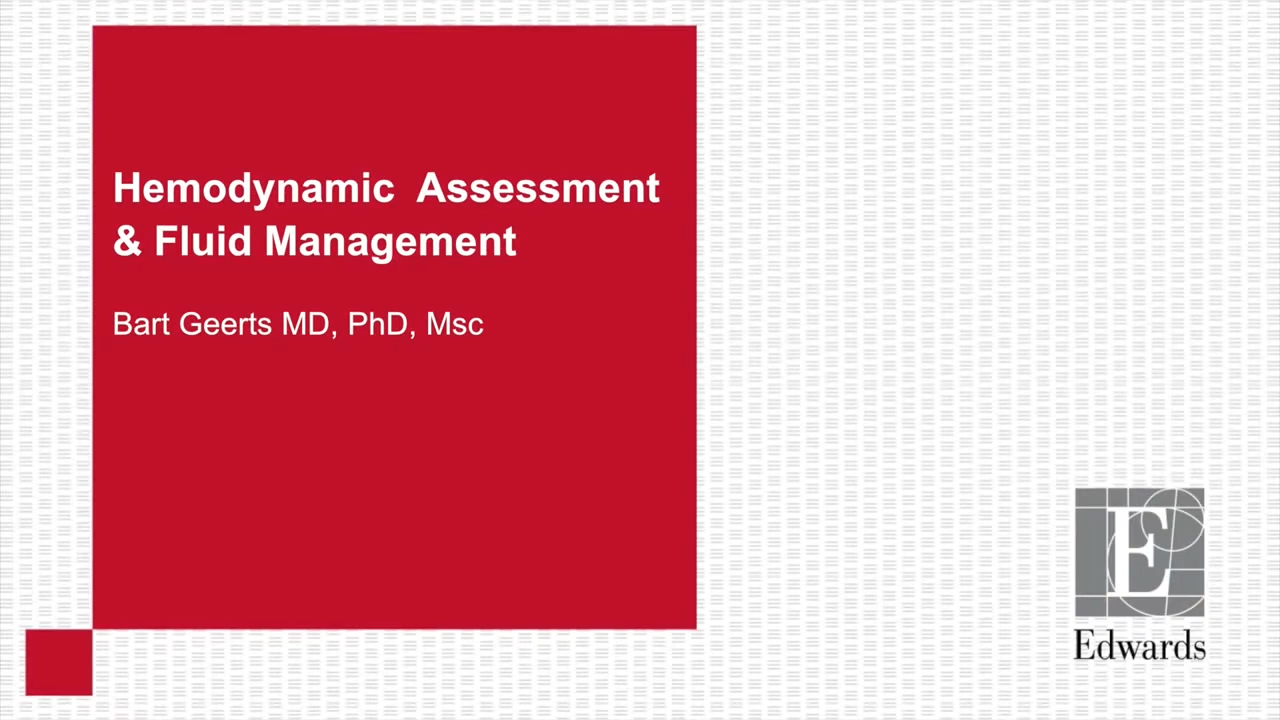 Hemodynamic  Assessment
& Fluid Management
Bart Geerts MD, PhD, Msc
E
Edwards